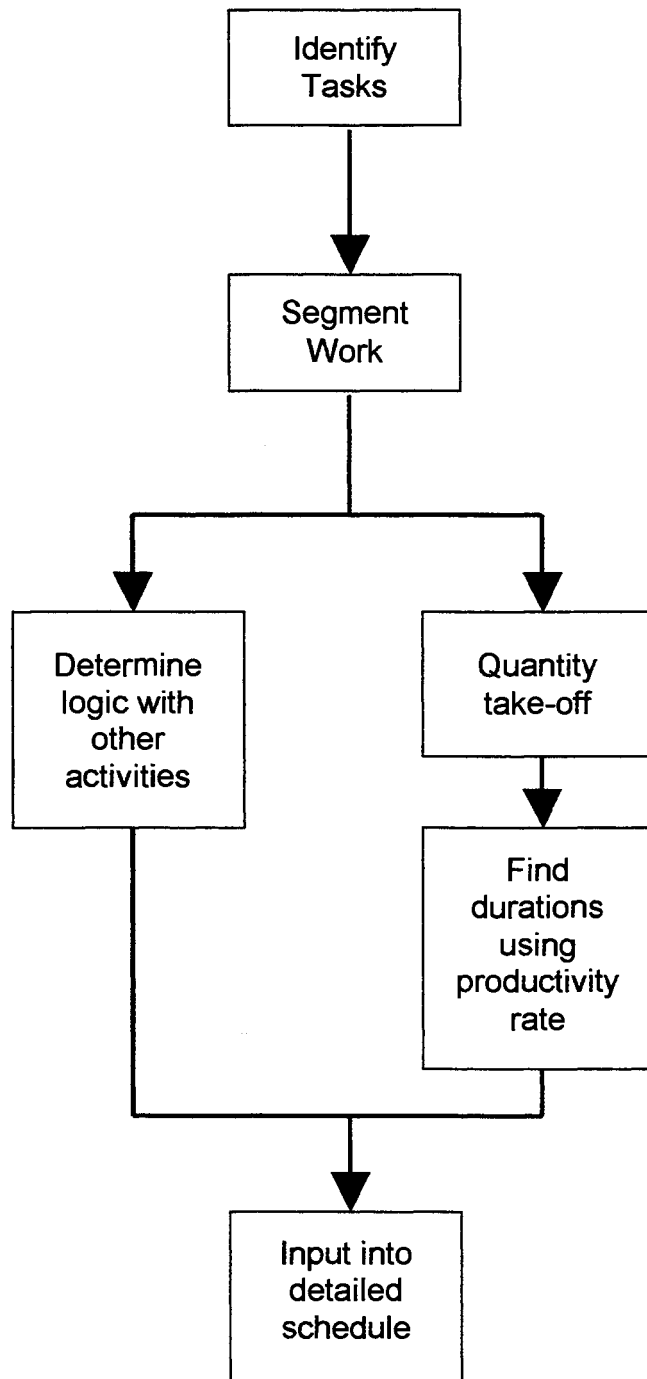 Identify
Tasks
Segment
Work
Determine
logic with
other
activities
Quantity
take-off
Find
durations
using
productivity
rate
Input into
detailed
schedule